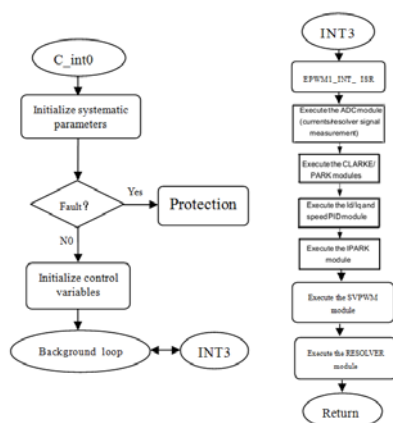 C_int0
Initialize systematic
parameters
Fault?
Yes
Protection
N0
Initialize control
variables
Background loop
INT3
INT3
EPWM1_INT_ ISR
Execute the ADC module
(currents/resolver signal
measurement)
Execute the CLARKE/
PARK modules
Execute the Id/Iq and
speed PID module
Execute the IPARK
module
Execute the SVPWM
module
Execute the RESOLVER
module
Return